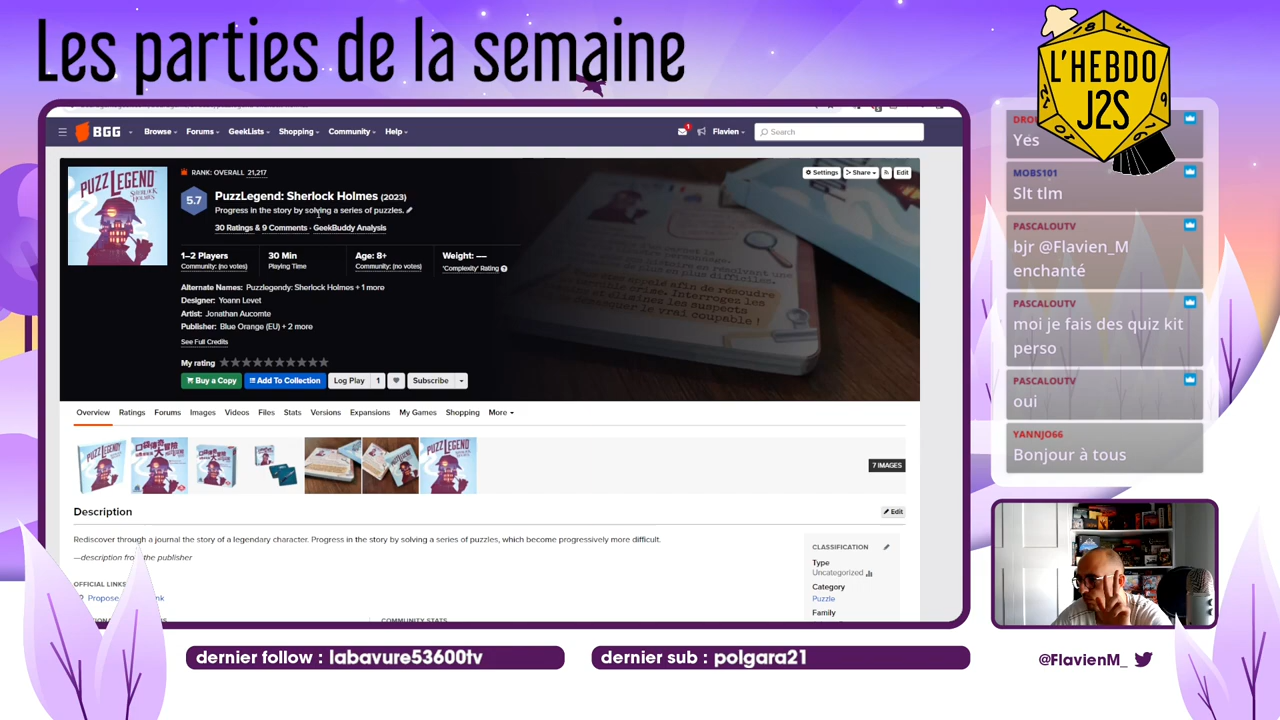 Les parties de la semaine
L'HEBDO
J2S
BGG
Browse
Forums
GeekLists
Shopping
Community
Help
Flavien
Search
RANK: OVERALL 21,217
Settings
Share
Edit
5.7
PuzzLegend: Sherlock Holmes (2023)
Progress in the story by solving a series of puzzles.
30 Ratings & 9 Comments · GeekBuddy Analysis
1–2 Players
Community: (no votes)
30 Min
Playing Time
Age: 8+
Community: (no votes)
Weight: —
'Complexity' Rating
Alternate Names: Puzzlegendy: Sherlock Holmes + 1 more
Designer: Yoann Levet
Artist: Jonathan Aucomte
Publisher: Blue Orange (EU) + 2 more
See Full Credits
My rating
Buy a Copy
Add To Collection
Log Play
1
Subscribe
Overview
Ratings
Forums
Images
Videos
Files
Stats
Versions
Expansions
My Games
Shopping
More
7 IMAGES
Description
Edit
Rediscover through a journal the story of a legendary character. Progress in the story by solving a series of puzzles, which become progressively more difficult.
—description from the publisher
OFFICIAL LINKS
CLASSIFICATION
Type
Uncategorized
Category
Puzzle
Family
COMMUNITY STATS
Yes
MOBS101
Slt tlm
PASCALOUTV
bjr @Flavien_M
enchanté
PASCALOUTV
moi je fais des quiz kit
perso
PASCALOUTV
oui
YANNJO66
Bonjour à tous
dernier follow : labavure53600tv
dernier sub : polgara21
@FlavienM_